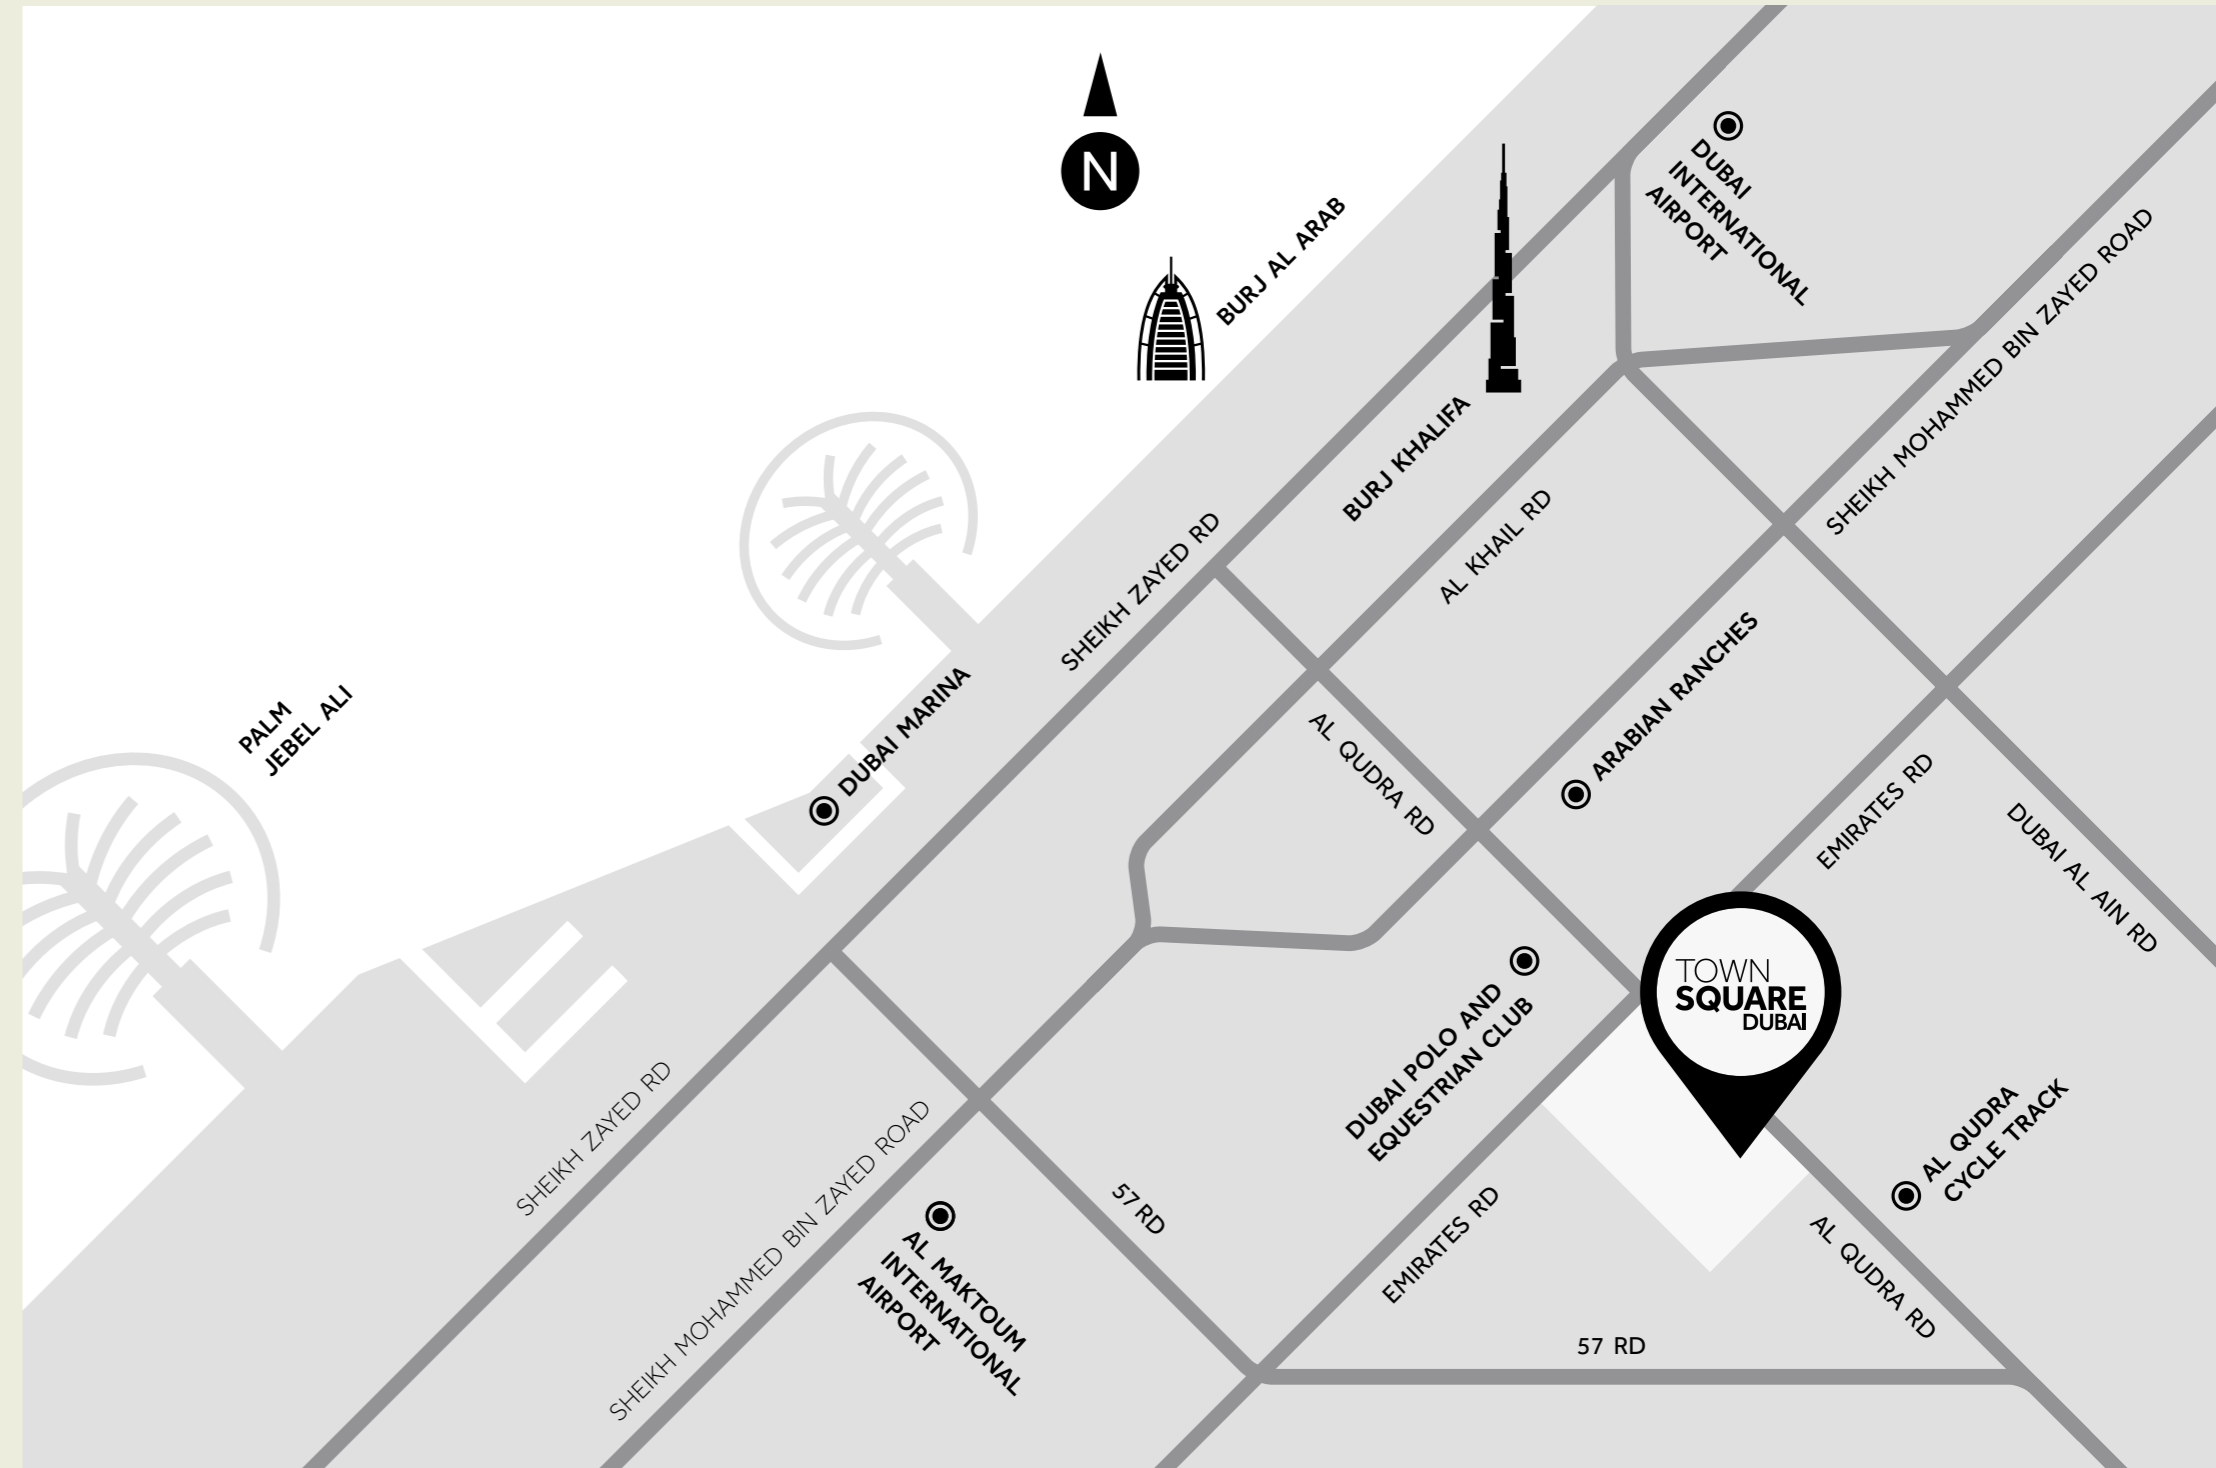 N
BURJ AL ARAB
DUBAI
INTERNATIONAL
AIRPORT
SHEIKH MOHAMMED BIN ZAYED ROAD
BURJ KHALIFA
SHEIKH ZAYED RD
AL KHAIL RD
PALM
JEBEL ALI
DUBAI MARINA
AL QUDRA RD
ARABIAN RANCHES
EMIRATES RD
DUBAI AL AIN RD
TOWN
SQUARE
DUBAI
DUBAI POLO AND
EQUESTRIAN CLUB
SHEIKH ZAYED RD
SHEIKH MOHAMMED BIN ZAYED ROAD
AL QUDRA
CYCLE TRACK
57 RD
AL MAKTOUM
INTERNATIONAL
AIRPORT
EMIRATES RD
AL QUDRA RD
57 RD